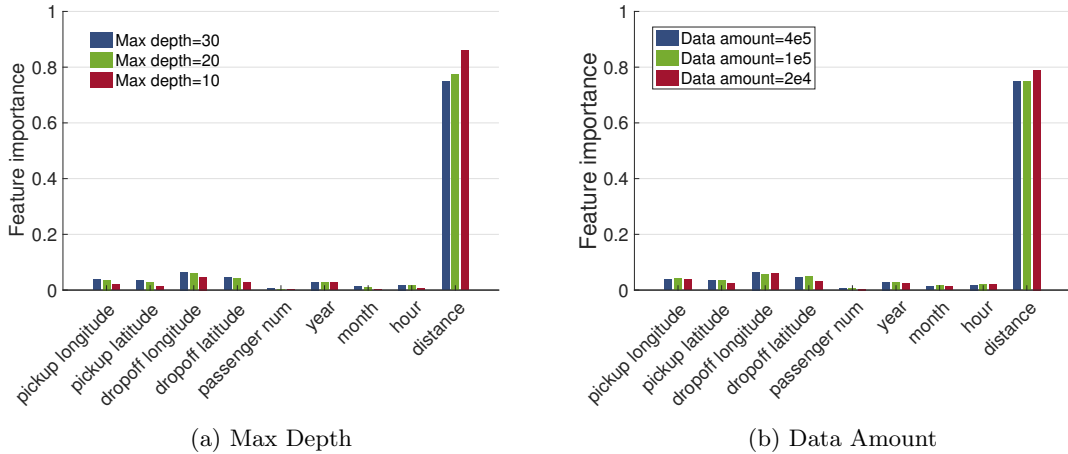 1
0.8
0.6
0.4
0.2
0
Feature importance
Max depth=30
Max depth=20
Max depth=10
pickup longitude
pickup latitude
dropoff longitude
dropoff latitude
passenger num
year
month
hour
distance
(a) Max Depth
1
0.8
0.6
0.4
0.2
0
Feature importance
Data amount=4e5
Data amount=1e5
Data amount=2e4
pickup longitude
pickup latitude
dropoff longitude
dropoff latitude
passenger num
year
month
hour
distance
(b) Data Amount